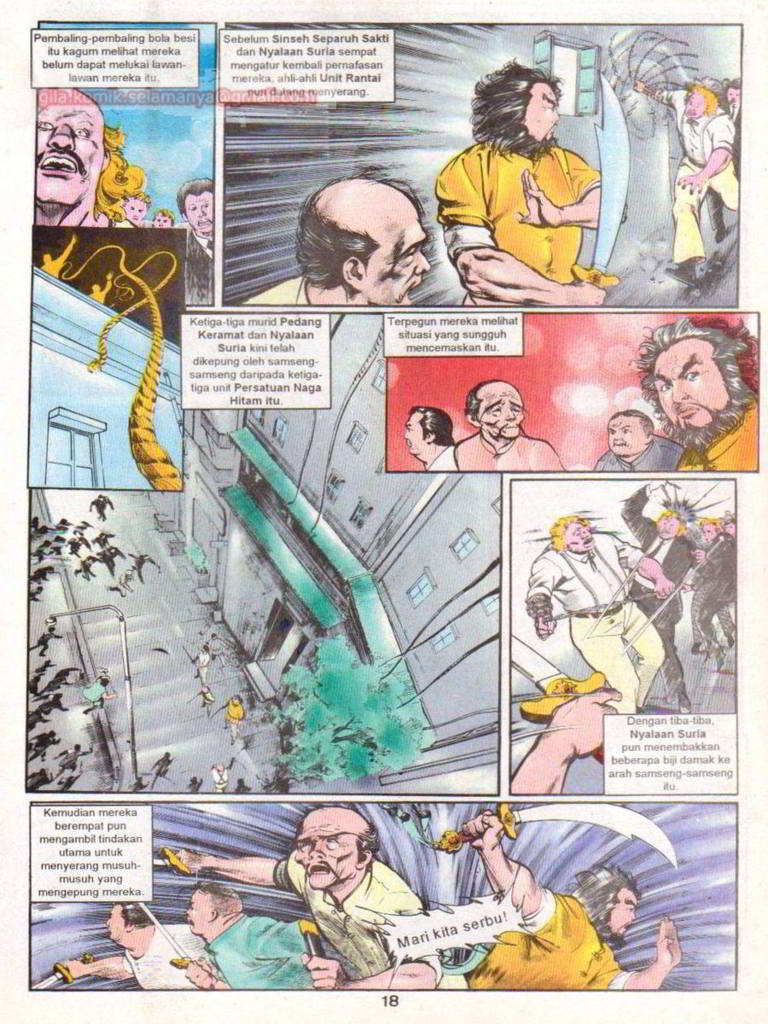 Pembaling-pembaling bola besi
itu kagum melihat mereka
belum dapat melukai lawan-
lawan mereka itu.
gila.komik.selamanya@gmail.com
Sebelum Sinseh Separuh Sakti
dan Nyalaan Suria sempat
mengatur kembali pernafasan
mereka, ahli-ahli Unit Rantai
pun datang menyerang.
Ketiga-tiga murid Pedang
Keramat dan Nyalaan
Suria kini telah
dikepung oleh samseng-
samseng daripada ketiga-
tiga unit Persatuan Naga
Hitam itu.
Terpegun mereka melihat
situasi yang sungguh
mencemaskan itu.
Dengan tiba-tiba,
Nyalaan Suria
pun menembakkan
beberapa biji damak ke
arah samseng-samseng
itu.
Kemudian mereka
berempat pun
mengambil tindakan
utama untuk
menyerang musuh-
musuh yang
mengepung mereka.
Mari kita serbu!
18